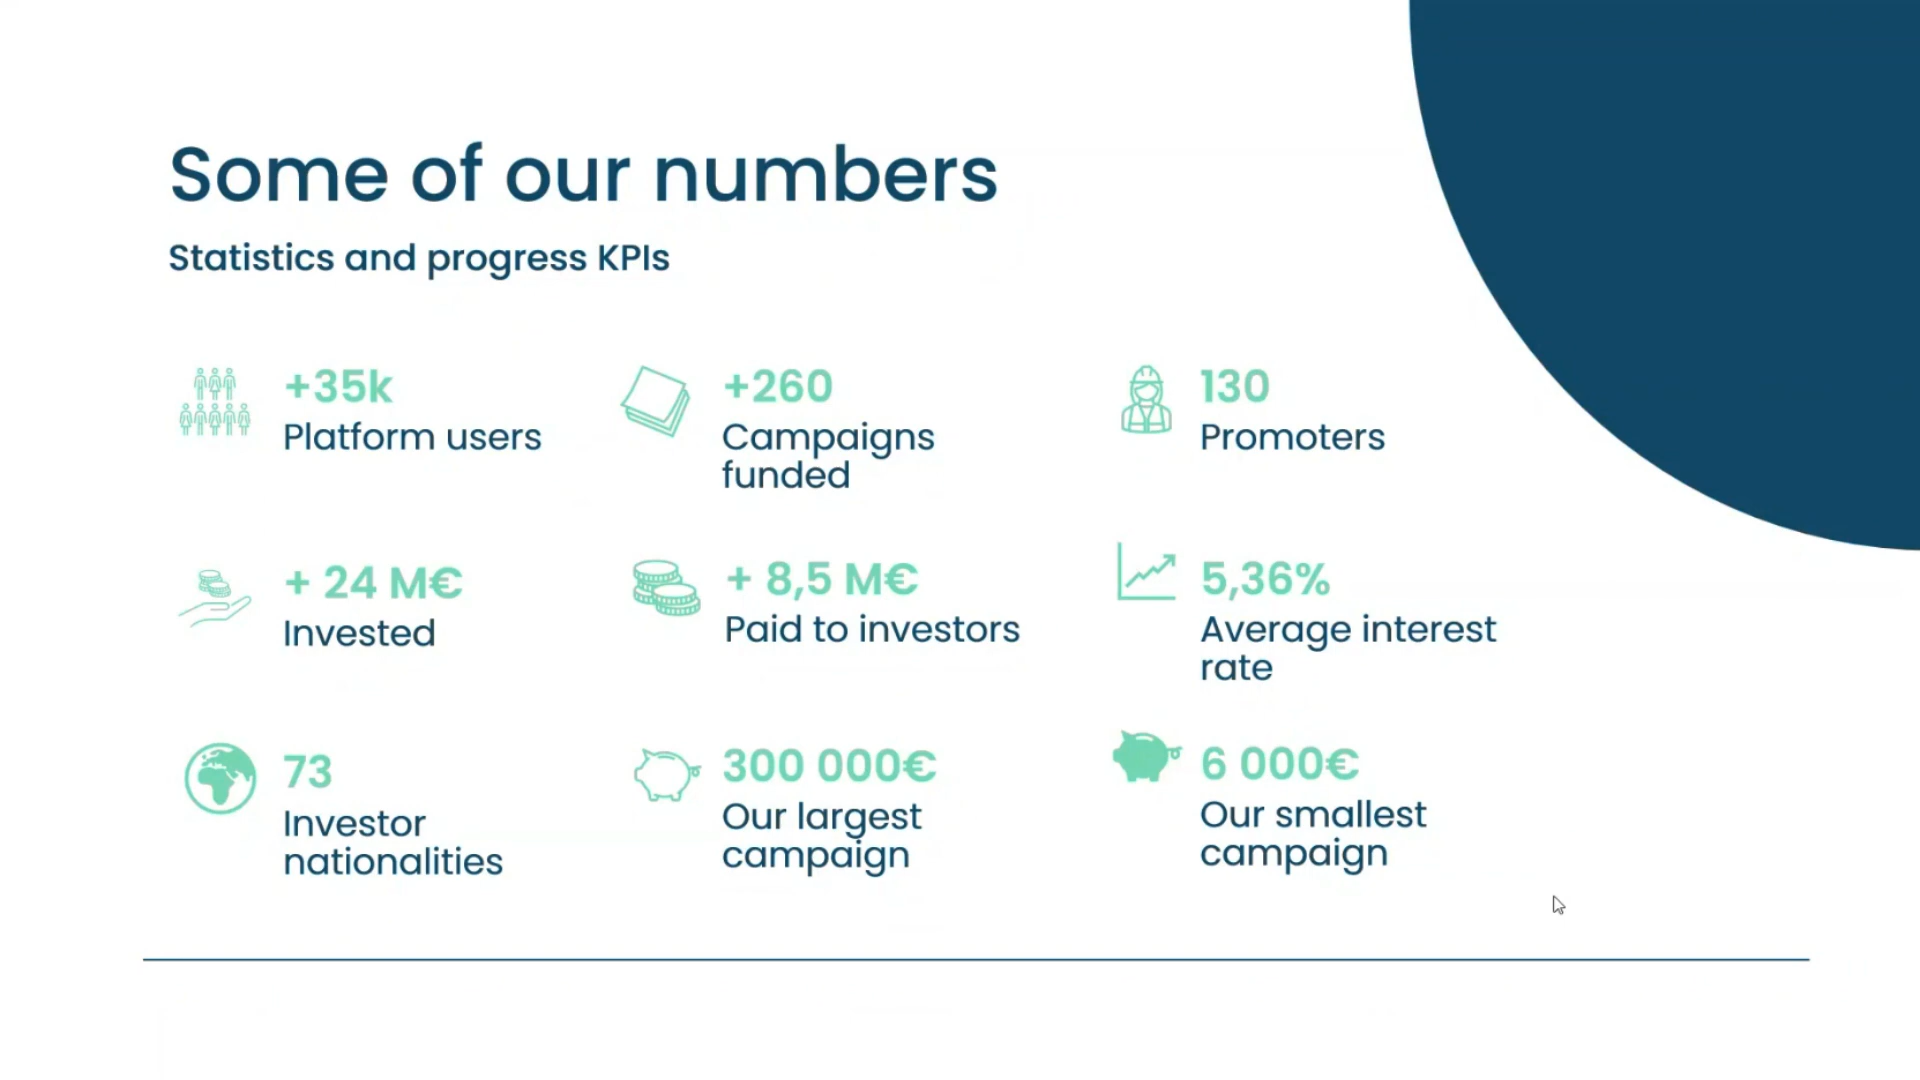 Some of our numbers
Statistics and progress KPIs
+35k
Platform users
+260
Campaigns
funded
130
Promoters
+ 24 M€
Invested
+ 8,5 M€
Paid to investors
5,36%
Average interest
rate
73
Investor
nationalities
300 000€
Our largest
campaign
6 000€
Our smallest
campaign